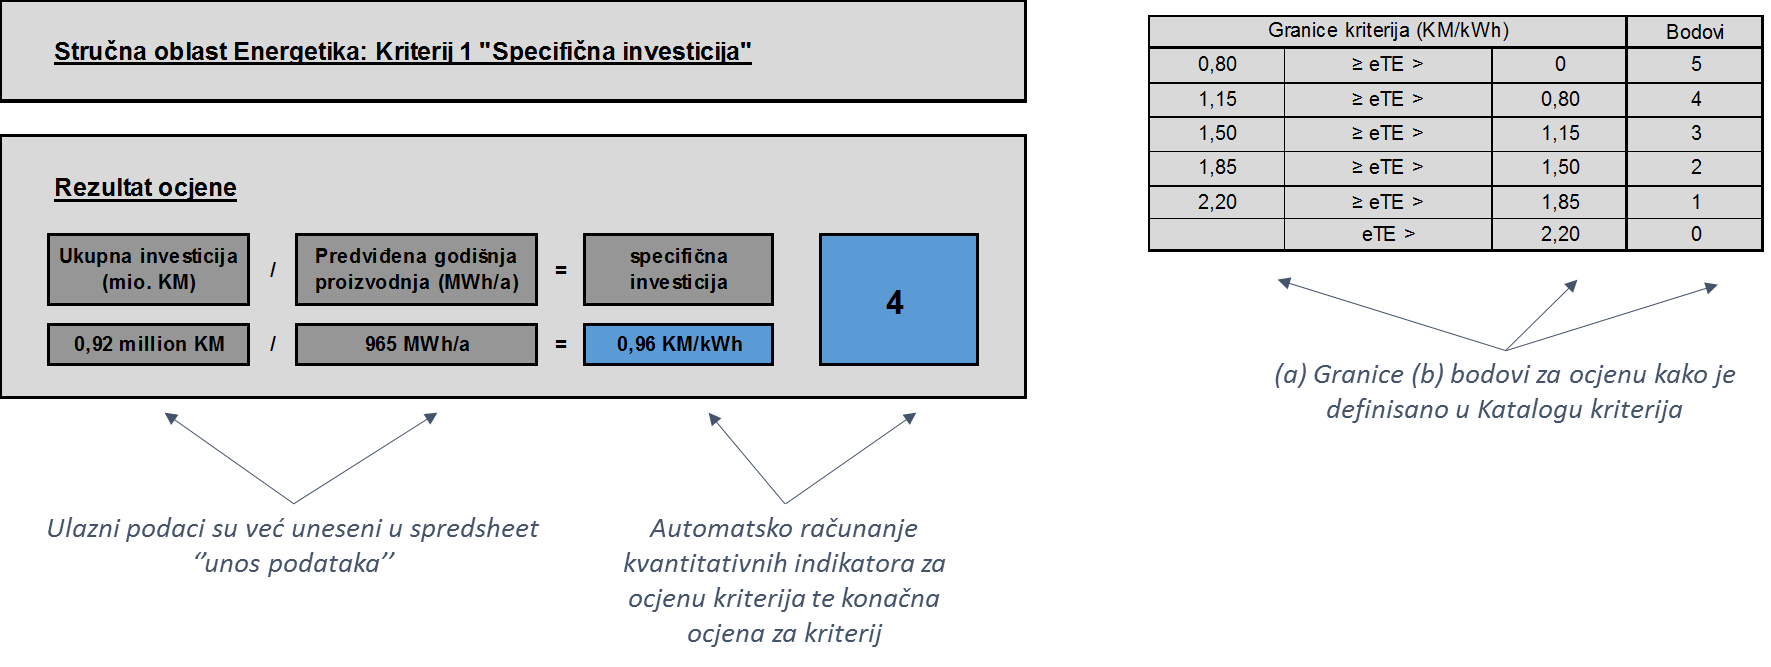 Stručna oblast Energetika: Kriterij 1 "Specifična investicija"
Rezultat ocjene
Ukupna investicija
(mio. KM)
/
Predviđena godišnja
proizvodnja (MWh/a)
=
specifična
investicija
4
0,92 million KM / 965 MWh/a = 0,96 KM/kWh
Ulazni podaci su već uneseni u spredsheet
‘’unos podataka’’
Automatsko računanje
kvantitativnih indikatora za
ocjenu kriterija te konačna
ocjena za kriterij
Granice kriterija (KM/kWh) Bodovi
0,80 ≥ eTE > 0 5
1,15 ≥ eTE > 0,80 4
1,50 ≥ eTE > 1,15 3
1,85 ≥ eTE > 1,50 2
2,20 ≥ eTE > 1,85 1
eTE > 2,20 0
(a) Granice (b) bodovi za ocjenu kako je
definisano u Katalogu kriterija